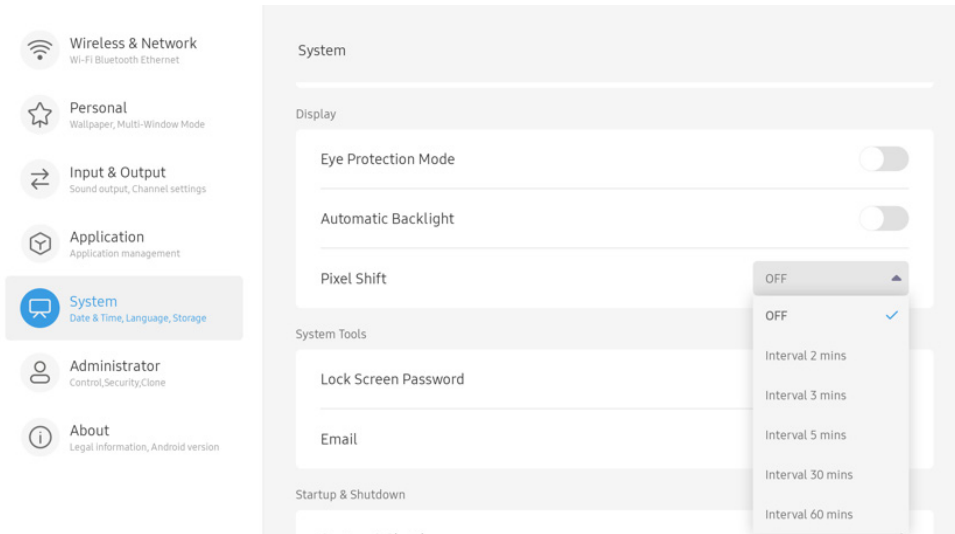 Wireless & Network
Wi-Fi Bluetooth Ethernet
Personal
Wallpaper, Multi-Window Mode
Input & Output
Sound output, Channel settings
Application
Application management
System
Date & Time, Language, Storage
Administrator
Control,Security,Clone
About
Legal information, Android version
System
Display
Eye Protection Mode
Automatic Backlight
Pixel Shift
OFF
OFF
Interval 2 mins
Interval 3 mins
Interval 5 mins
Interval 30 mins
Interval 60 mins
System Tools
Lock Screen Password
Email
Startup & Shutdown